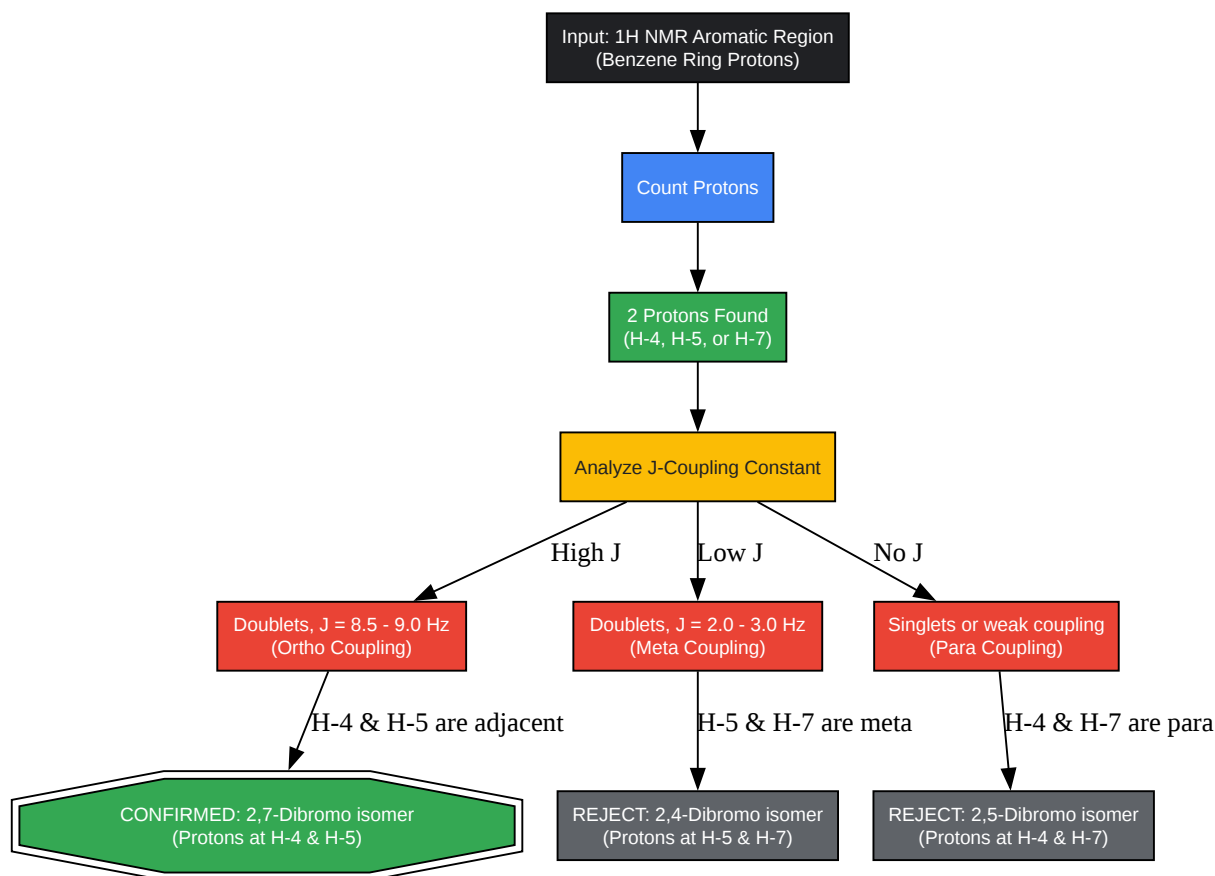 Input: 1H NMR Aromatic Region
(Benzene Ring Protons)
Count Protons
2 Protons Found
(H-4, H-5, or H-7)
Analyze J-Coupling Constant
High J
Low J
No J
Doublets, J = 8.5 - 9.0 Hz
(Ortho Coupling)
Doublets, J = 2.0 - 3.0 Hz
(Meta Coupling)
Singlets or weak coupling
(Para Coupling)
H-4 & H-5 are adjacent
H-5 & H-7 are meta
H-4 & H-7 are para
CONFIRMED: 2,7-Dibromo isomer
(Protons at H-4 & H-5)
REJECT: 2,4-Dibromo isomer
(Protons at H-5 & H-7)
REJECT: 2,5-Dibromo isomer
(Protons at H-4 & H-7)